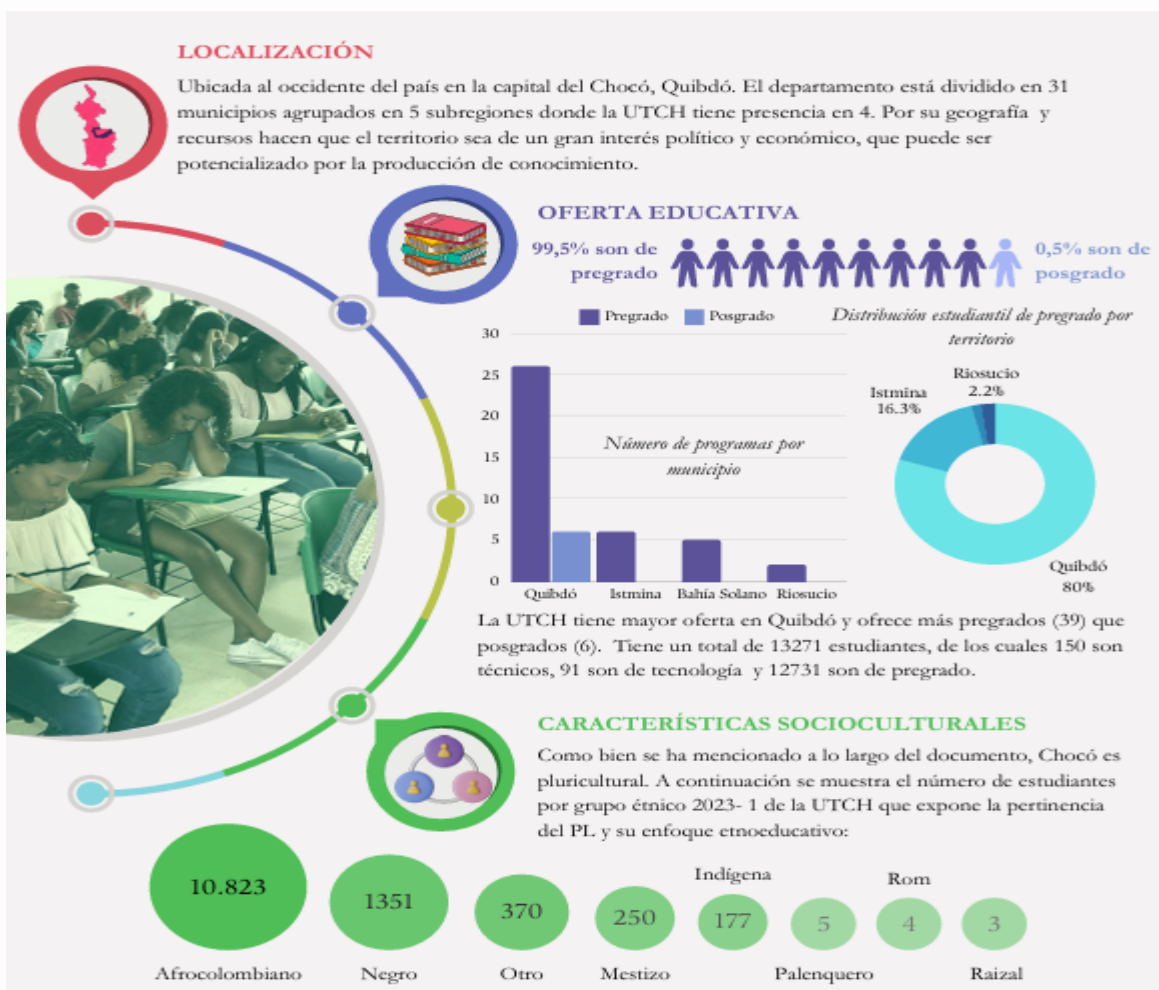 LOCALIZACIÓN
Ubicada al occidente del país en la capital del Chocó, Quibdó. El departamento está dividido en 31
municipios agrupados en 5 subregiones donde la UTCH tiene presencia en 4. Por su geografía y
recursos hacen que el territorio sea de un gran interés político y económico, que puede ser
potencializado por la producción de conocimiento.
OFERTA EDUCATIVA
99,5% son de
pregrado
0,5% son de
posgrado
Pregrado Posgrado
Número de programas por
municipio
30
25
20
15
10
5
0
Quibdó Istmina Bahía Solano Riosucio
Distribución estudiantil de pregrado por
territorio
Riosucio
2.2%
Istmina
16.3%
Quibdó
80%
La UTCH tiene mayor oferta en Quibdó y ofrece más pregrados (39) que
posgrados (6). Tiene un total de 13271 estudiantes, de los cuales 150 son
técnicos, 91 son de tecnología y 12731 son de pregrado.
CARACTERÍSTICAS SOCIOCULTURALES
Como bien se ha mencionado a lo largo del documento, Chocó es
pluricultural. A continuación se muestra el número de estudiantes
por grupo étnico 2023- 1 de la UTCH que expone la pertinencia
del PL y su enfoque etnoeducativo:
Indígena Rom
10.823 1351 370 250 177 5 4 3
Afrocolombiano Negro Otro Mestizo Palenquero Raizal